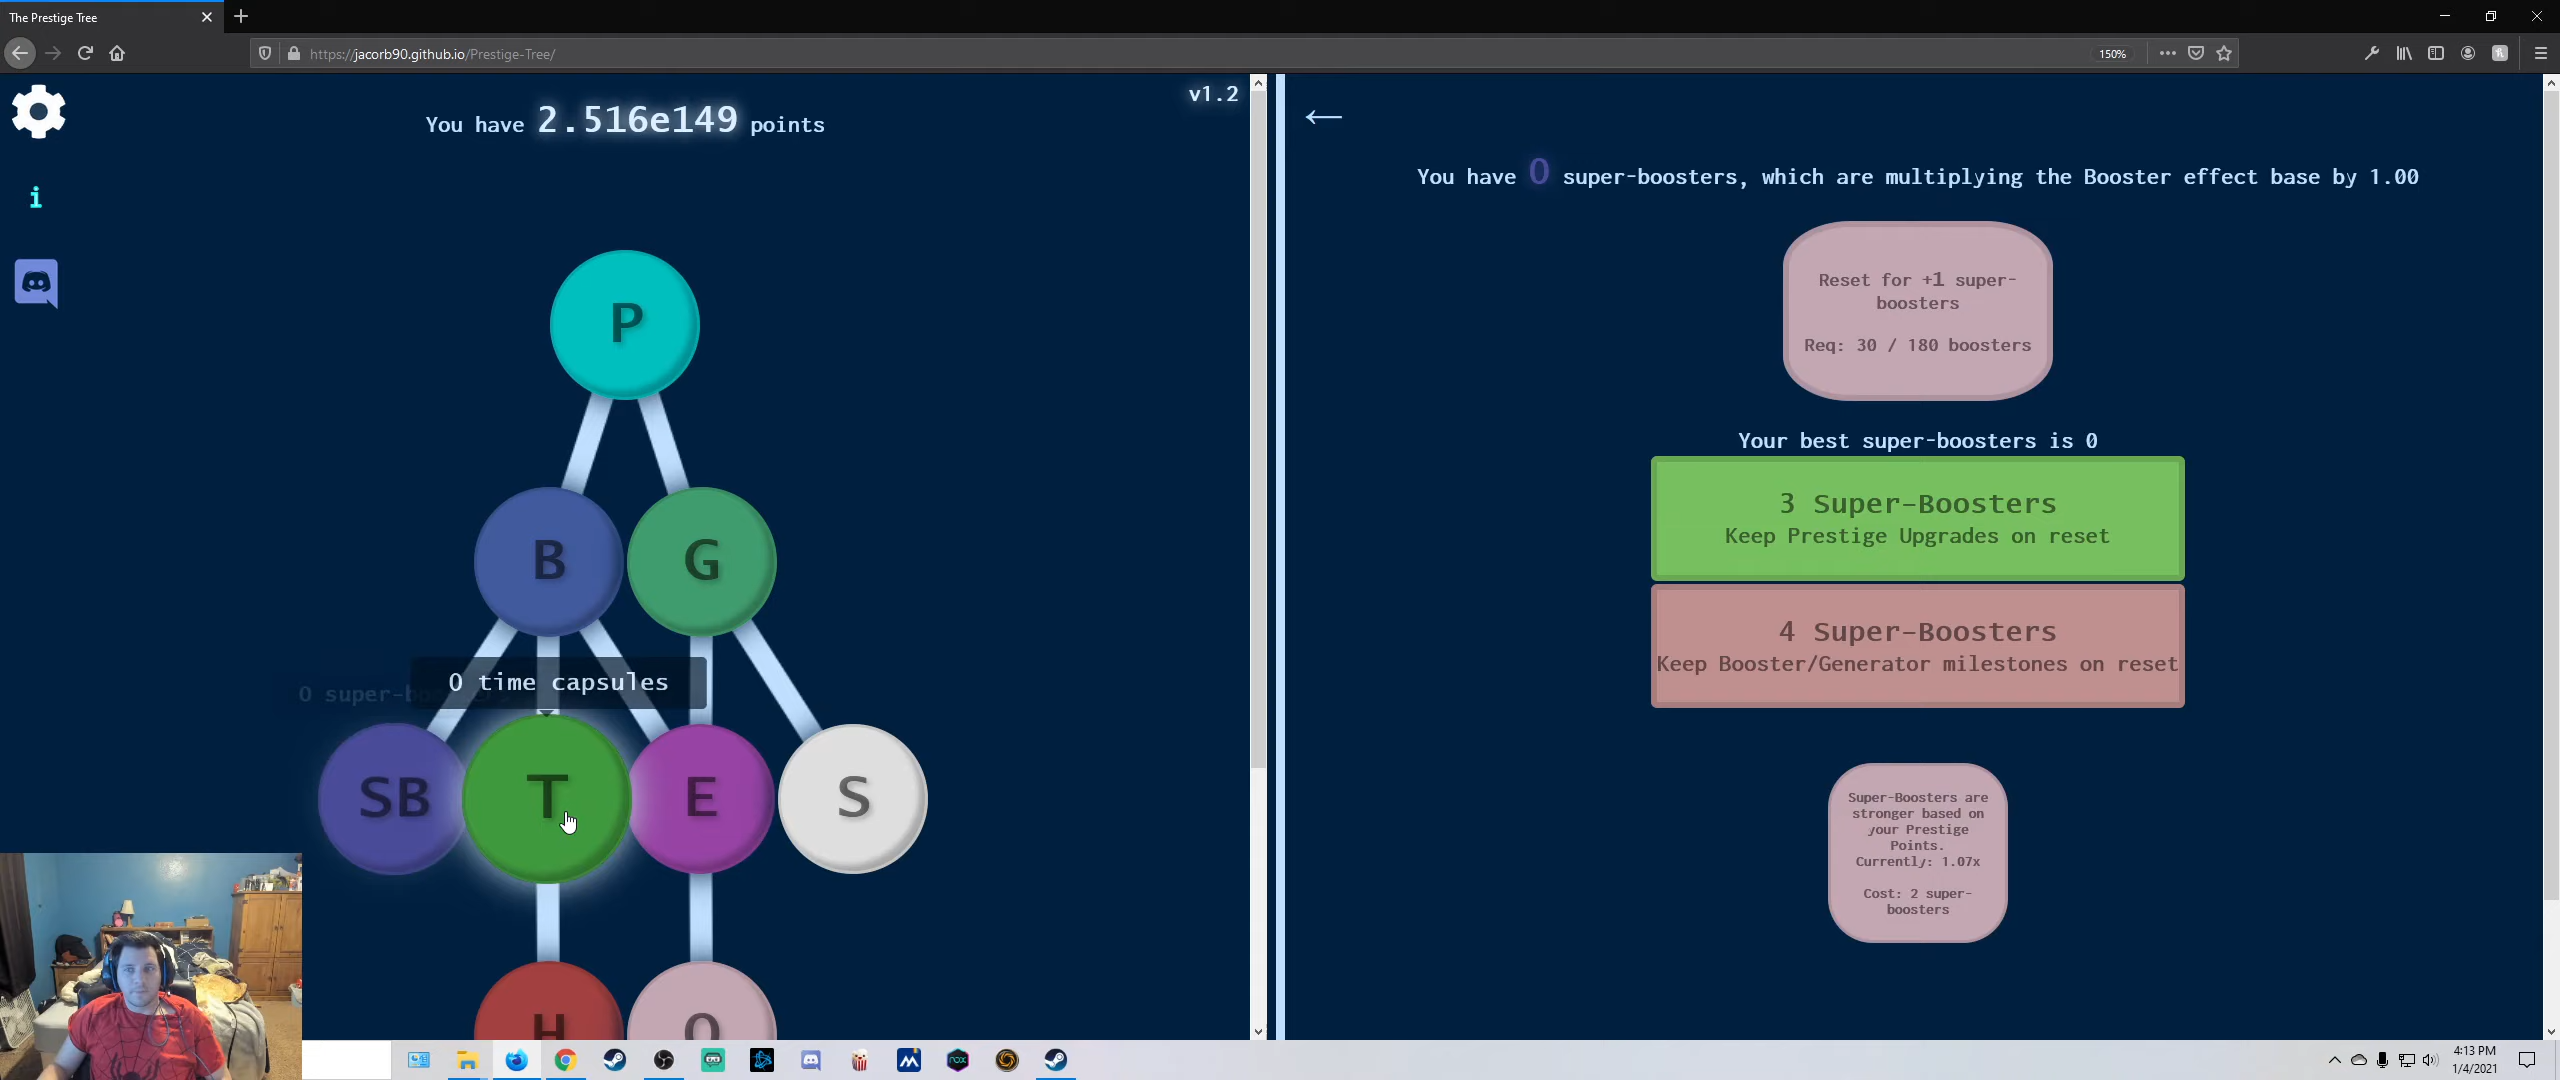 The Prestige Tree
https://jacorb90.github.io/Prestige-Tree/
150%
You have 2.516e149 points
v1.2
i
P
B
G
0 super-b
0 time capsules
SB
T
E
S
H
Q
←
You have 0 super-boosters, which are multiplying the Booster effect base by 1.00
Reset for +1 super-
boosters
Req: 30 / 180 boosters
Your best super-boosters is 0
3 Super-Boosters
Keep Prestige Upgrades on reset
4 Super-Boosters
Keep Booster/Generator milestones on reset
Super-Boosters are
stronger based on
your Prestige
Points.
Currently: 1.07x
Cost: 2 super-
boosters
nox
4:13 PM
1/4/2021